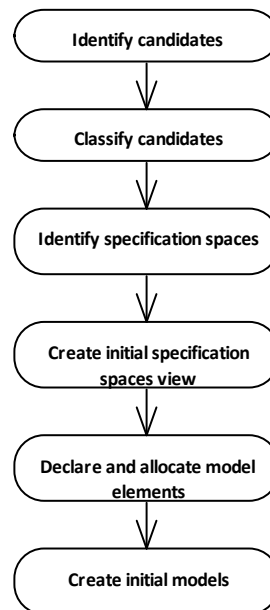 Identify candidates
Classify candidates
Identify specification spaces
Create initial specification
spaces view
Declare and allocate model
elements
Create initial models